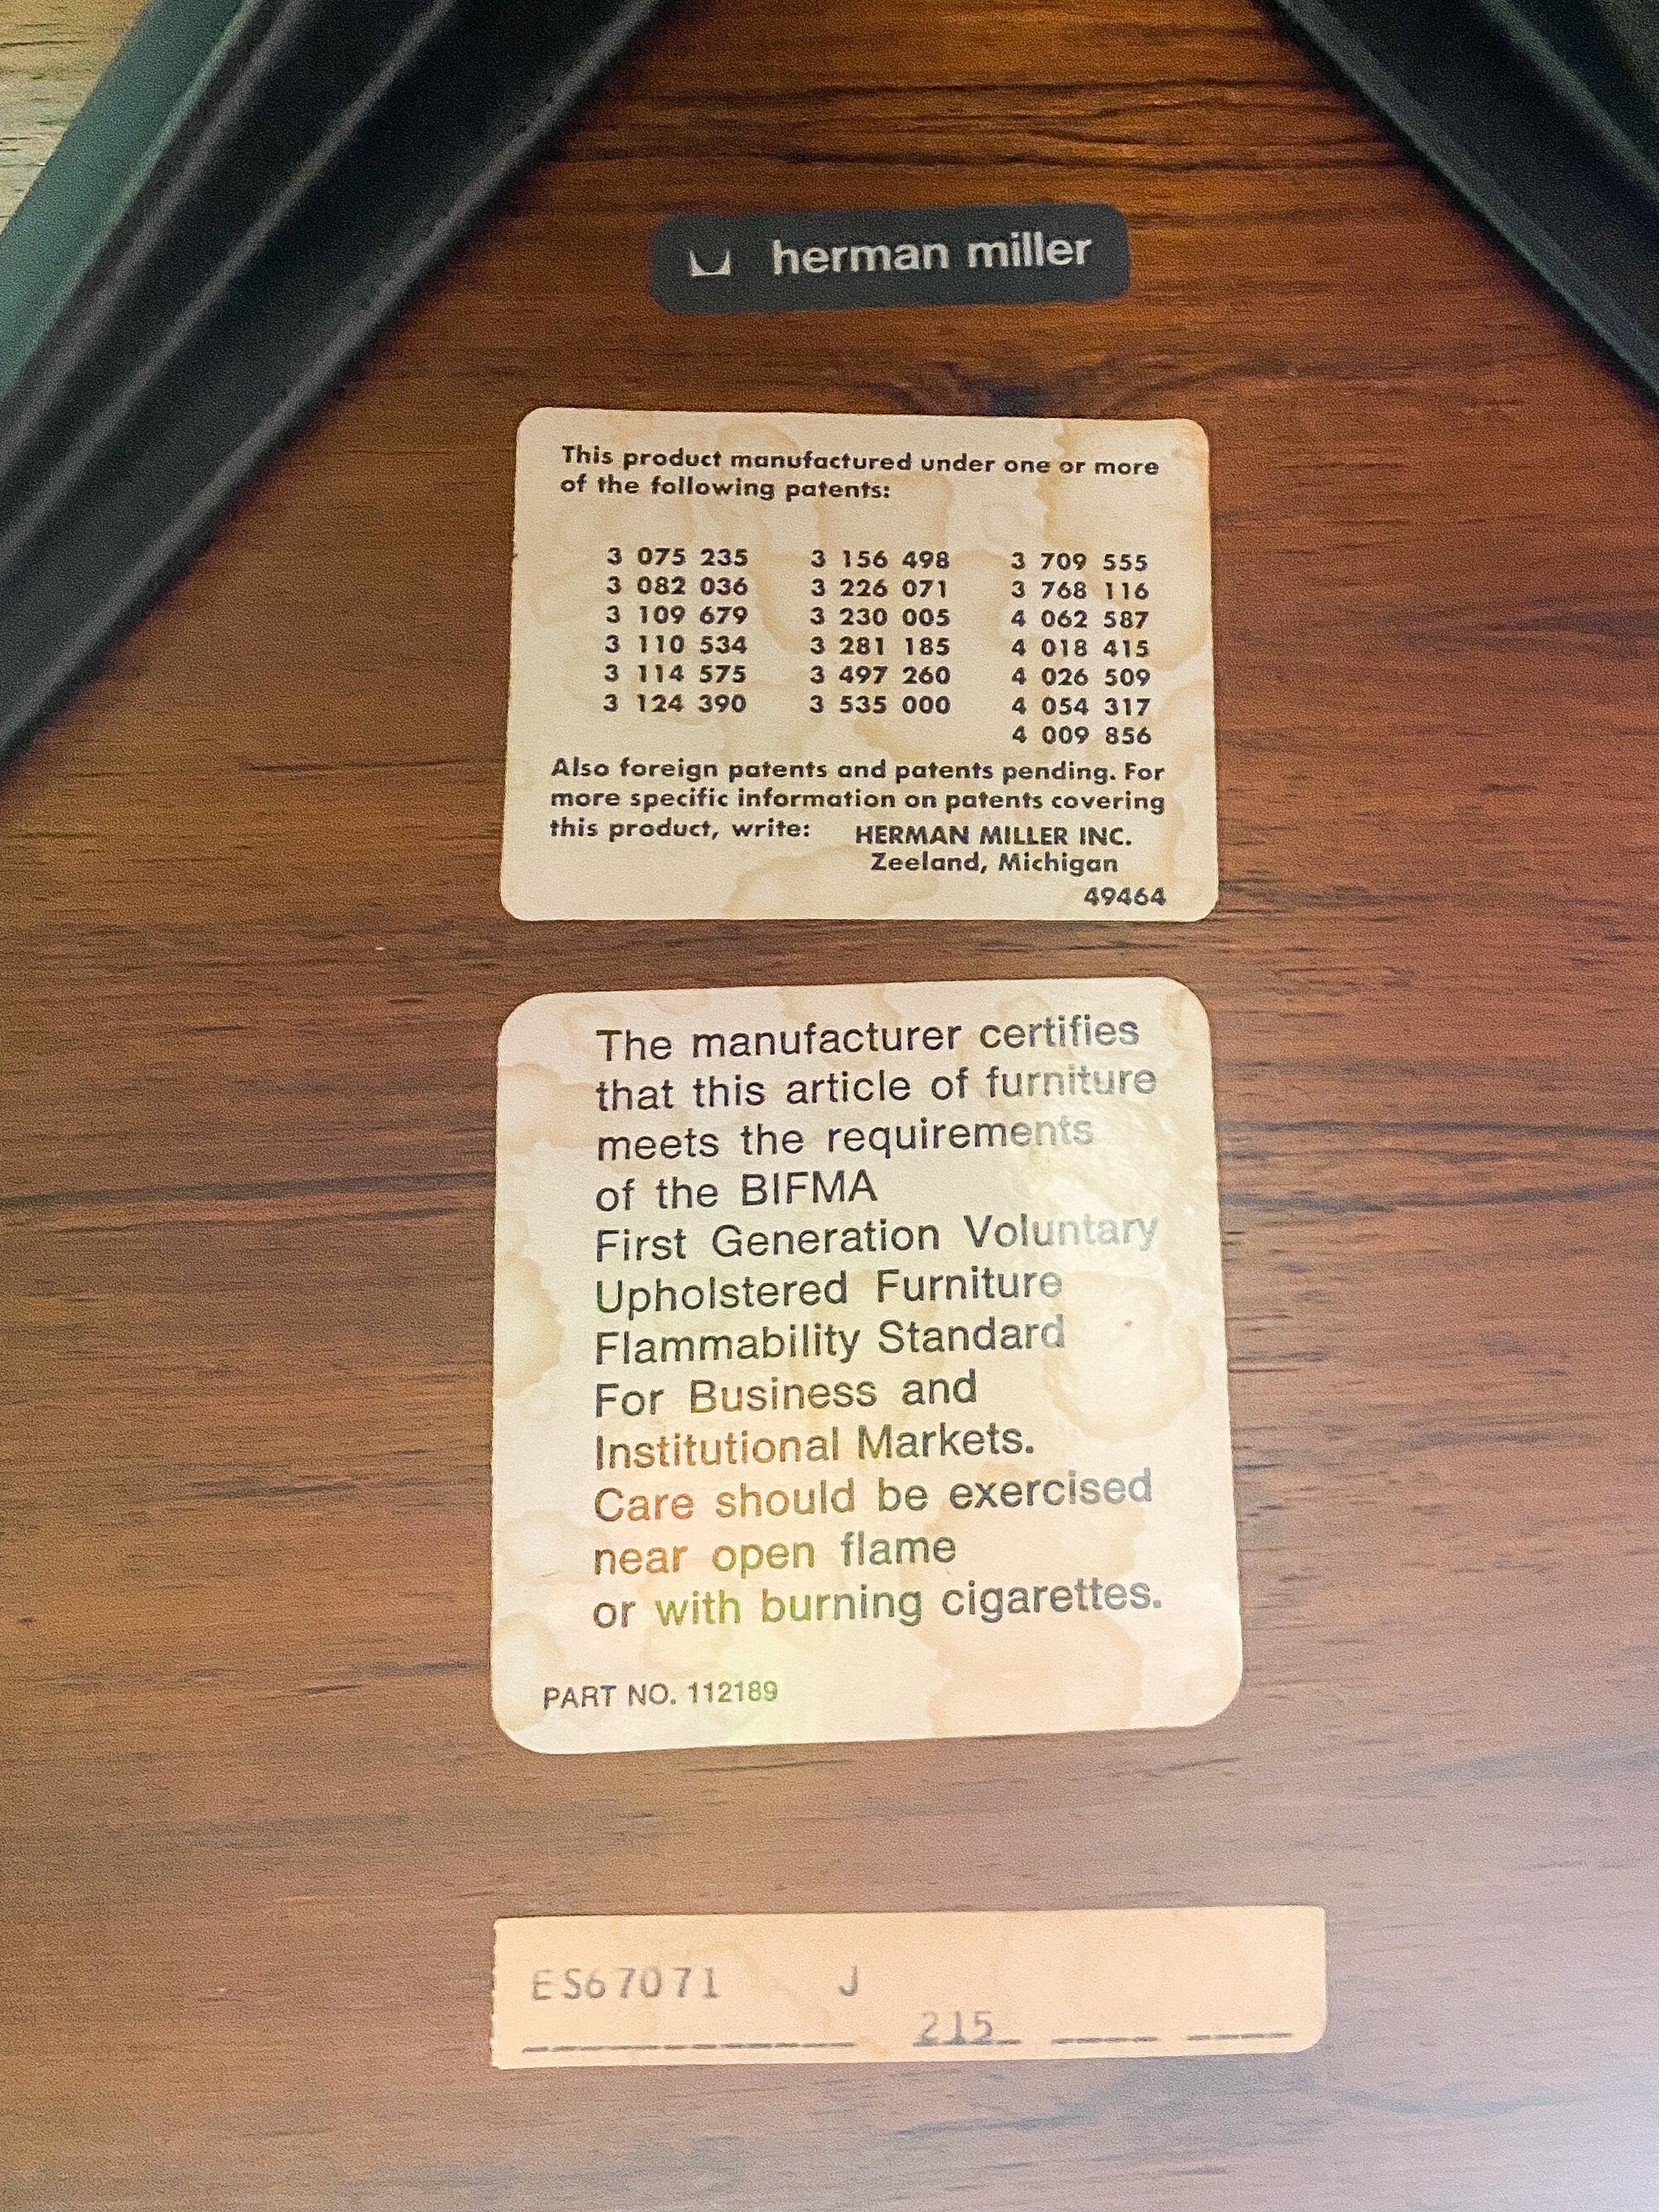 herman miller
This product manufactured under one or more
of the following patents:
3 075 235 3 156 498 3 709 555
3 082 036 3 226 071 3 768 116
3 109 679 3 230 005 4 062 587
3 110 534 3 281 185 4 018 415
3 114 575 3 497 260 4 026 509
3 124 390 3 535 000 4 054 317
4 009 856
Also foreign patents and patents pending. For
more specific information on patents covering
this product, write: HERMAN MILLER INC.
Zeeland, Michigan
49464
The manufacturer certifies
that this article of furniture
meets the requirements
of the BIFMA
First Generation Voluntary
Upholstered Furniture
Flammability Standard
For Business and
Institutional Markets.
Care should be exercised
near open flame
or with burning cigarettes.
PART NO. 112189
ES67071 J
215